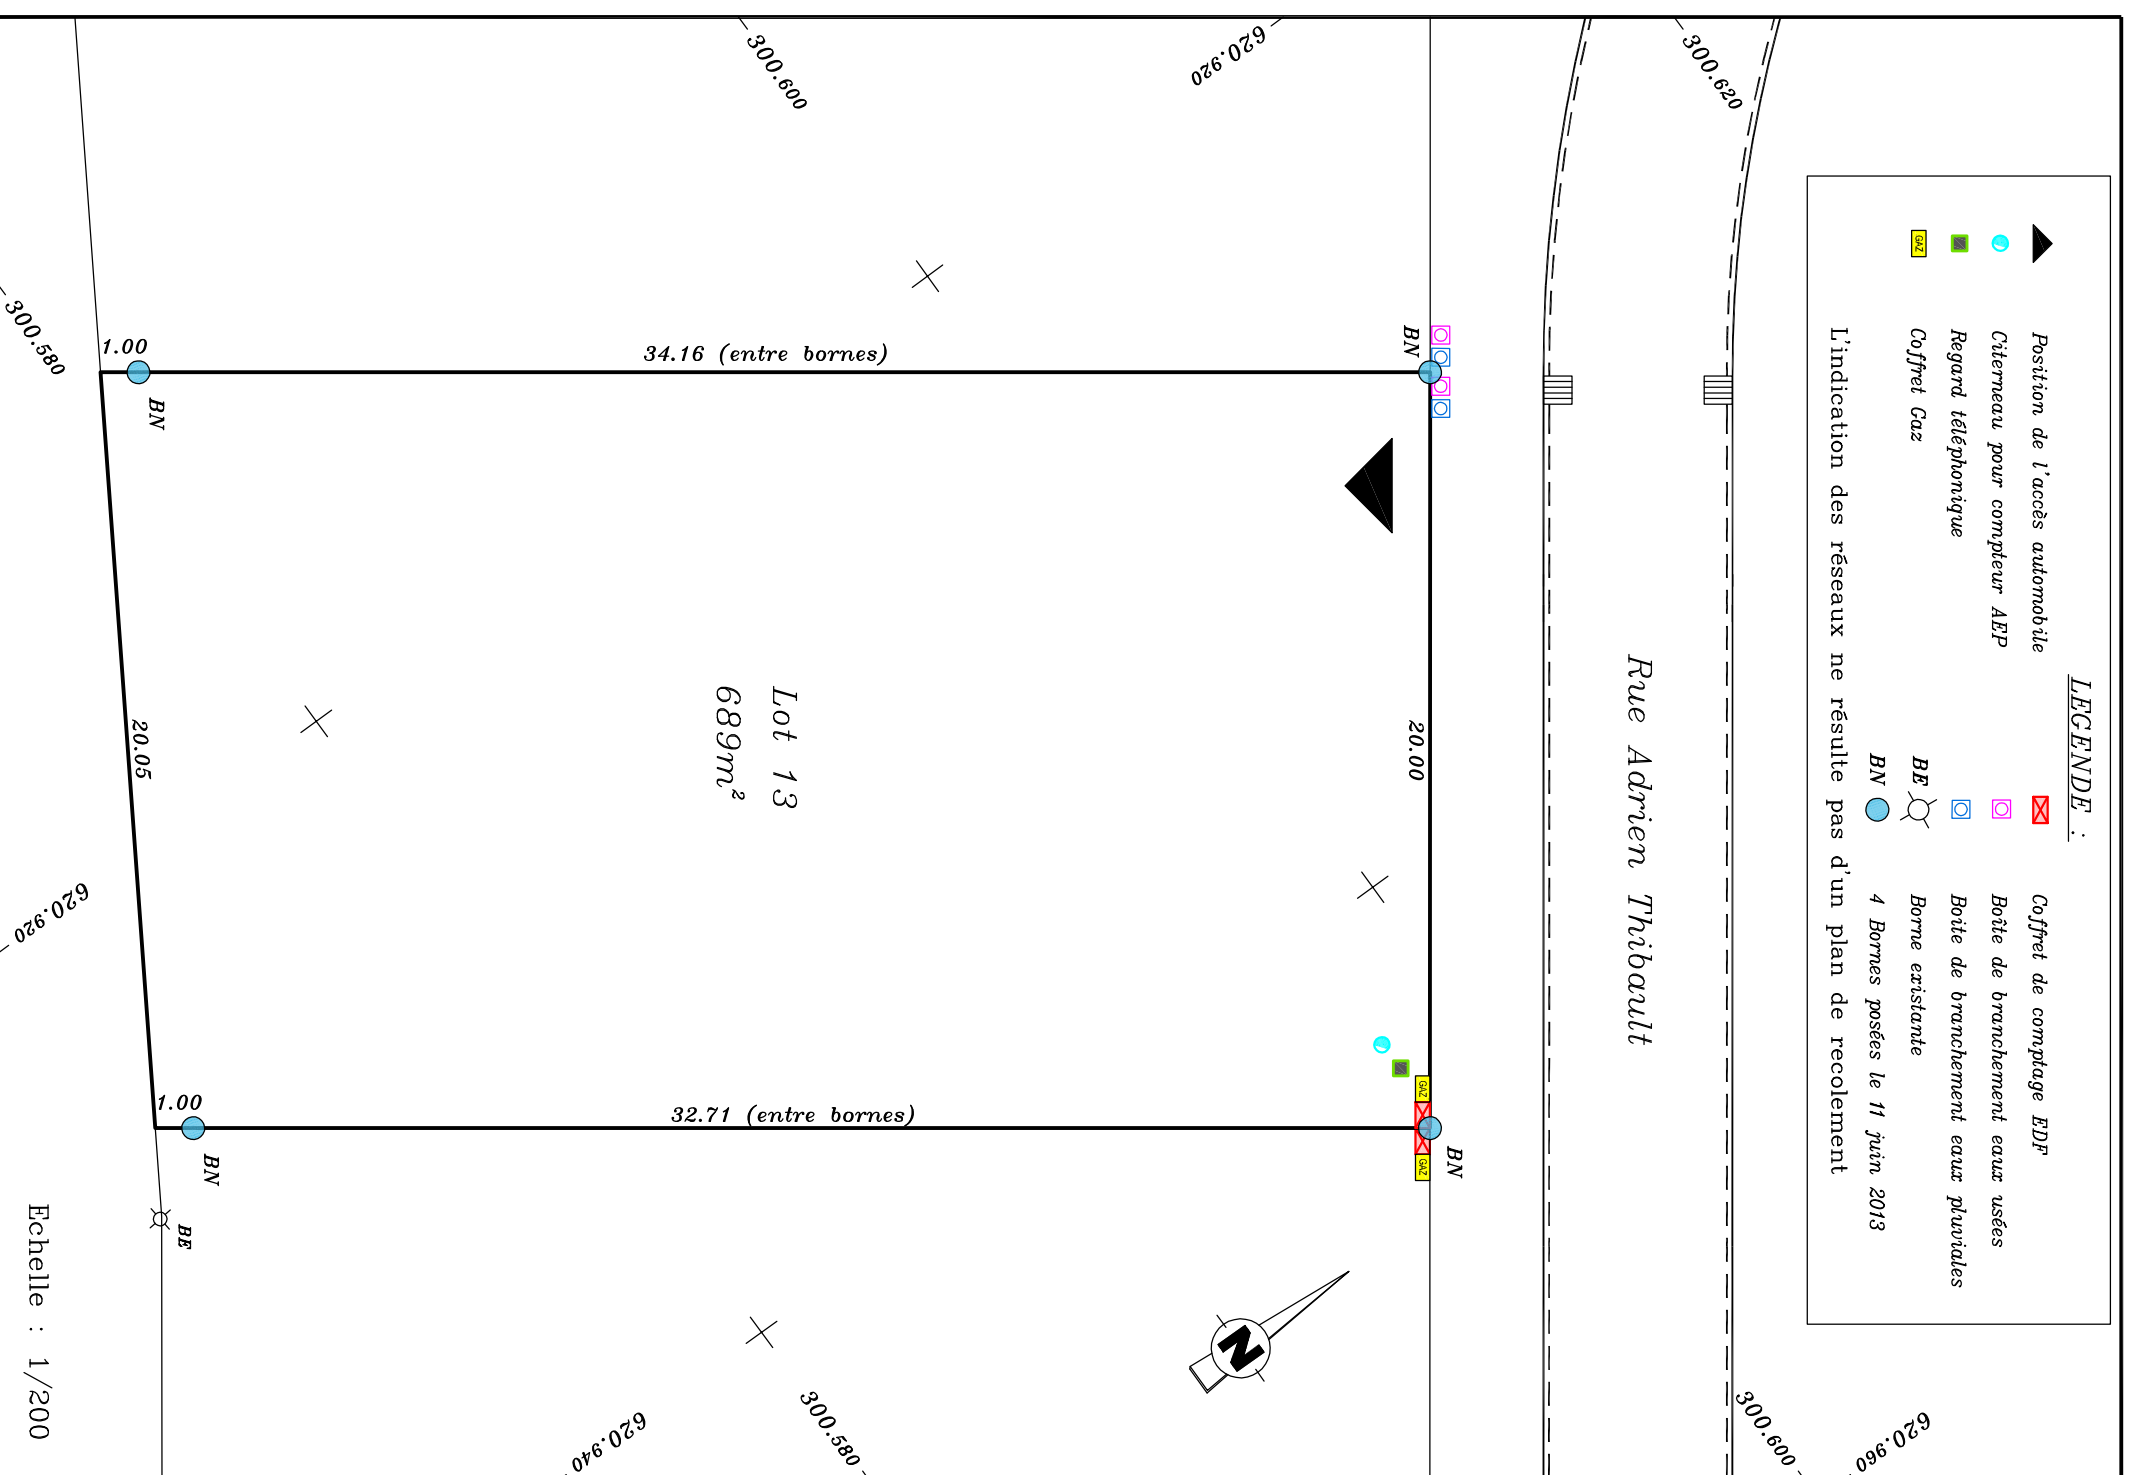 LEGENDE :
Position de l'accès automobile
Citerneau pour compteur AEP
Regard téléphonique
GAZ Coffret Gaz
Coffret de comptage EDF
Boîte de branchement eaux usées
Boite de branchement eaux pluviales
BE Borne existante
BN 4 Bornes posées le 11 juin 2013
L'indication des réseaux ne résulte pas d'un plan de recolement
Rue Adrien Thibault
300.620
620.920
300.600
300.580
620.920
620.940
300.580
300.600
620.960
BN
20.00
GAZ
GAZ
BN
34.16 (entre bornes)
Lot 13
689m²
32.71 (entre bornes)
1.00
BN
20.05
1.00
BN
BE
N
Echelle : 1/200